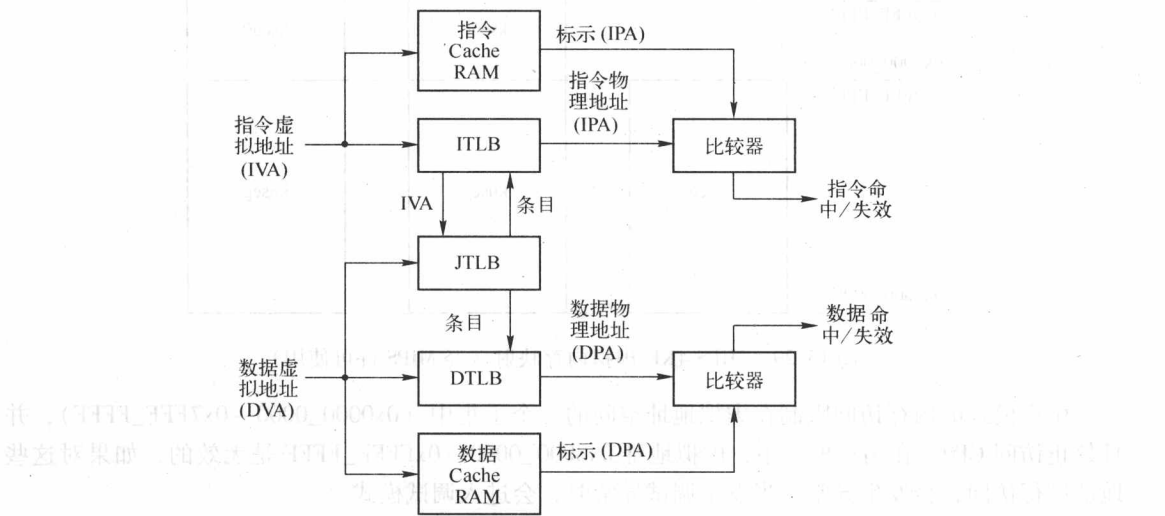 指令
Cache
RAM
标示 (IPA)
指令物
理地址
(IPA)
指令虚
拟地址
(IVA)
ITLB
比较器
指令命
中/失效
IVA
条目
JTLB
条目
数据物
理地址
(DPA)
数据命
中/失效
数据虚
拟地址
(DVA)
DTLB
比较器
数据
Cache
RAM
标示 (DPA)